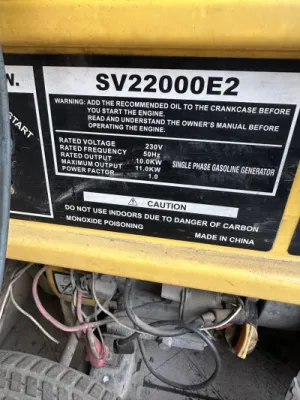 N.
SV22000E2
WARNING: ADD THE RECOMMENDED OIL TO THE CRANKCASE BEFORE
YOU START THE ENGINE.
READ AND UNDERSTAND THE OWNER'S MANUAL BEFORE
OPERATING THE ENGINE.
START
RATED VOLTAGE 230V
RATED FREQUENCY 50Hz
RATED OUTPUT 10.0KW
MAXIMUM OUTPUT 11.0KW
POWER FACTOR 1.0
SINGLE PHASE GASOLINE GENERATOR
CAUTION
DO NOT USE INDOORS DUE TO DANGER OF CARBON
MONOXIDE POISONING
MADE IN CHINA